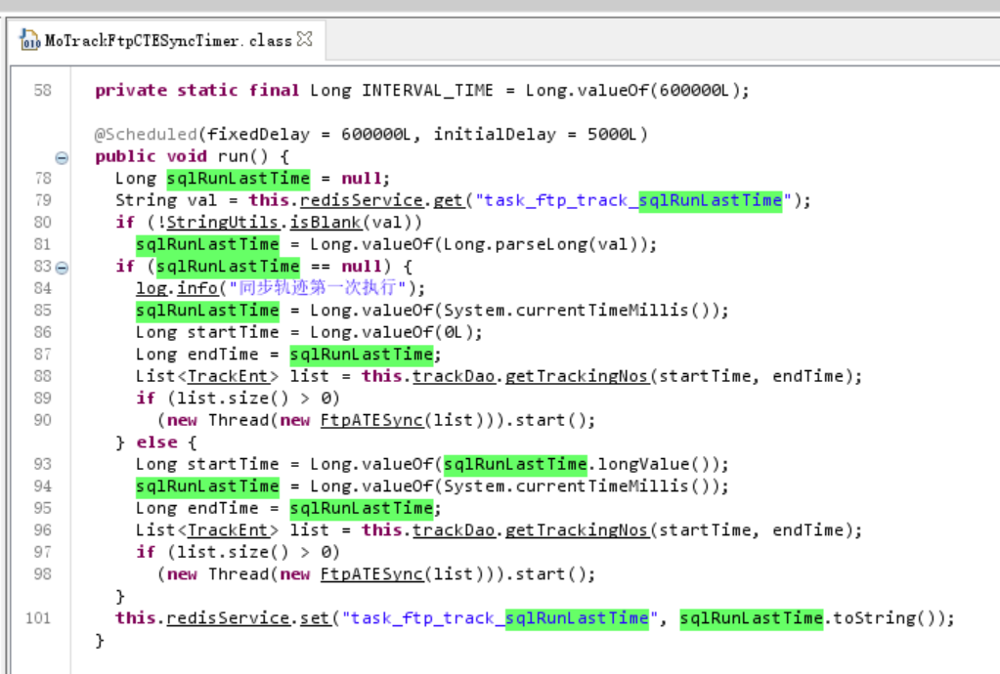 MoTrackFtpCTESyncTimer.class
58 private static final Long INTERVAL_TIME = Long.valueOf(600000L);
@Scheduled(fixedDelay = 600000L, initialDelay = 5000L)
public void run() {
78 Long sqlRunLastTime = null;
79 String val = this.redisService.get("task_ftp_track_sqlRunLastTime");
80 if (!StringUtils.isBlank(val))
81 sqlRunLastTime = Long.valueOf(Long.parseLong(val));
83 if (sqlRunLastTime == null) {
84 log.info("同步轨迹第一次执行");
85 sqlRunLastTime = Long.valueOf(System.currentTimeMillis());
86 Long startTime = Long.valueOf(0L);
87 Long endTime = sqlRunLastTime;
88 List<TrackEnt> list = this.trackDao.getTrackingNos(startTime, endTime);
89 if (list.size() > 0)
90 (new Thread(new FtpATESync(list))).start();
} else {
93 Long startTime = Long.valueOf(sqlRunLastTime.longValue());
94 sqlRunLastTime = Long.valueOf(System.currentTimeMillis());
95 Long endTime = sqlRunLastTime;
96 List<TrackEnt> list = this.trackDao.getTrackingNos(startTime, endTime);
97 if (list.size() > 0)
98 (new Thread(new FtpATESync(list))).start();
}
101 this.redisService.set("task_ftp_track_sqlRunLastTime", sqlRunLastTime.toString());
}